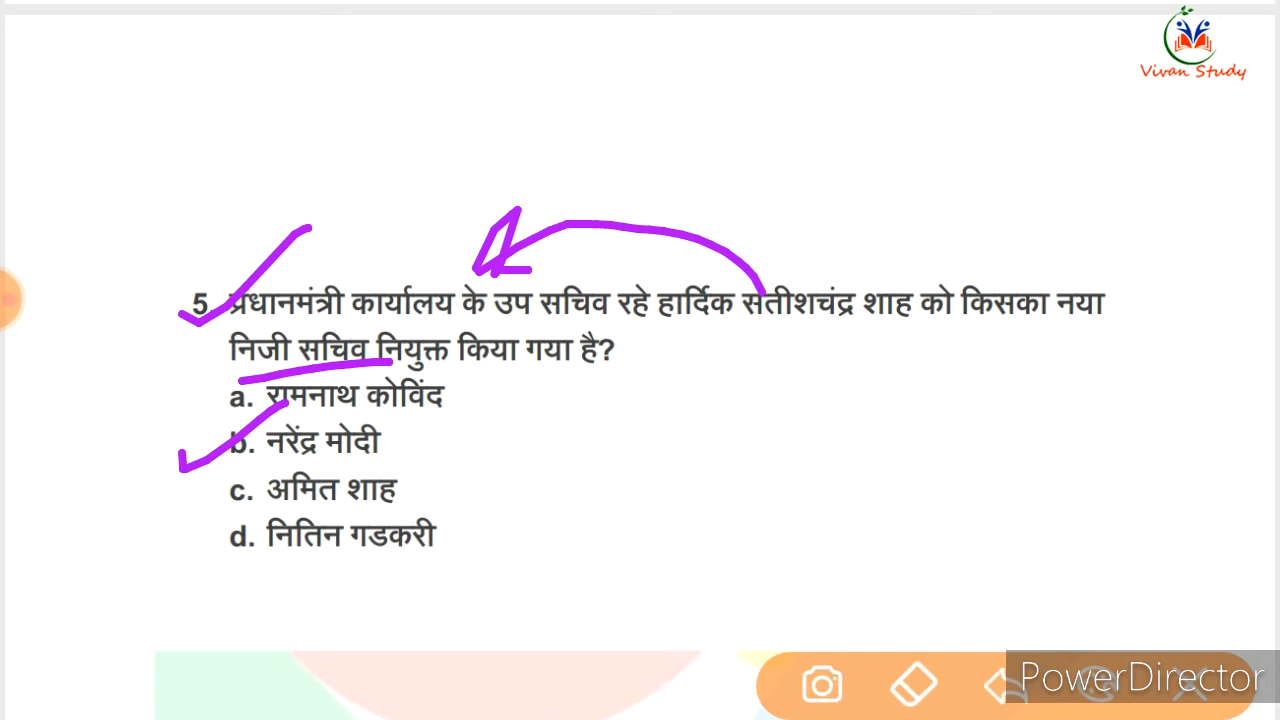 Vivan Study
5. प्रधानमंत्री कार्यालय के उप सचिव रहे हार्दिक सतीशचंद्र शाह को किसका नया
निजी सचिव नियुक्त किया गया है?
a. रामनाथ कोविंद
b. नरेंद्र मोदी
c. अमित शाह
d. नितिन गडकरी
PowerDirector